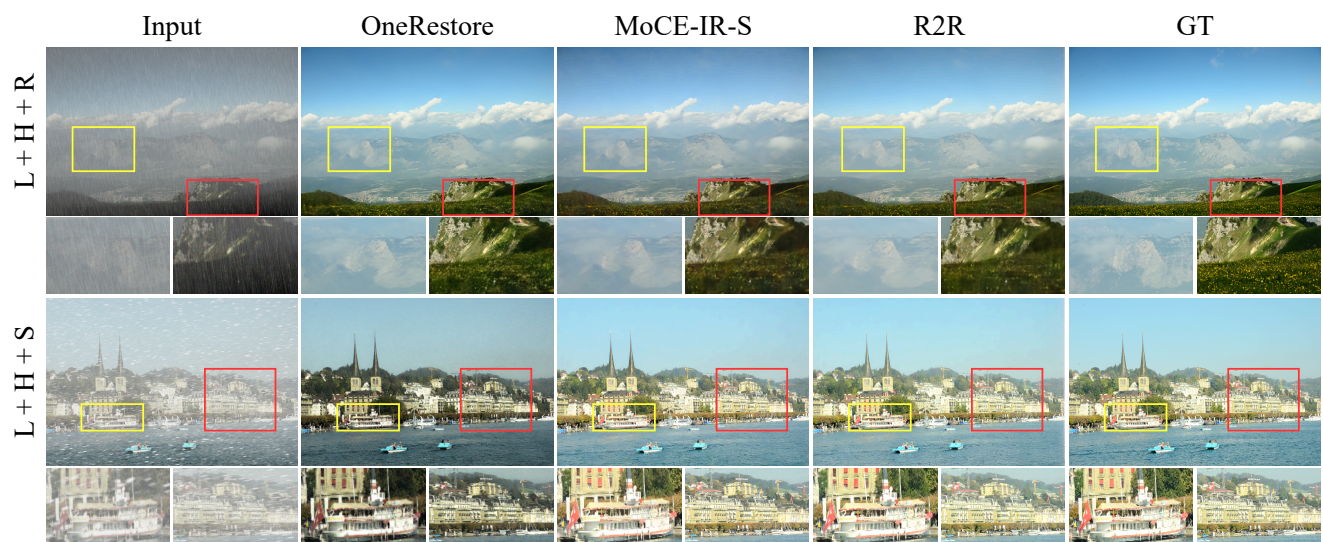 Input OneRestore MoCE-IR-S R2R GT
L + H + R
L + H + S